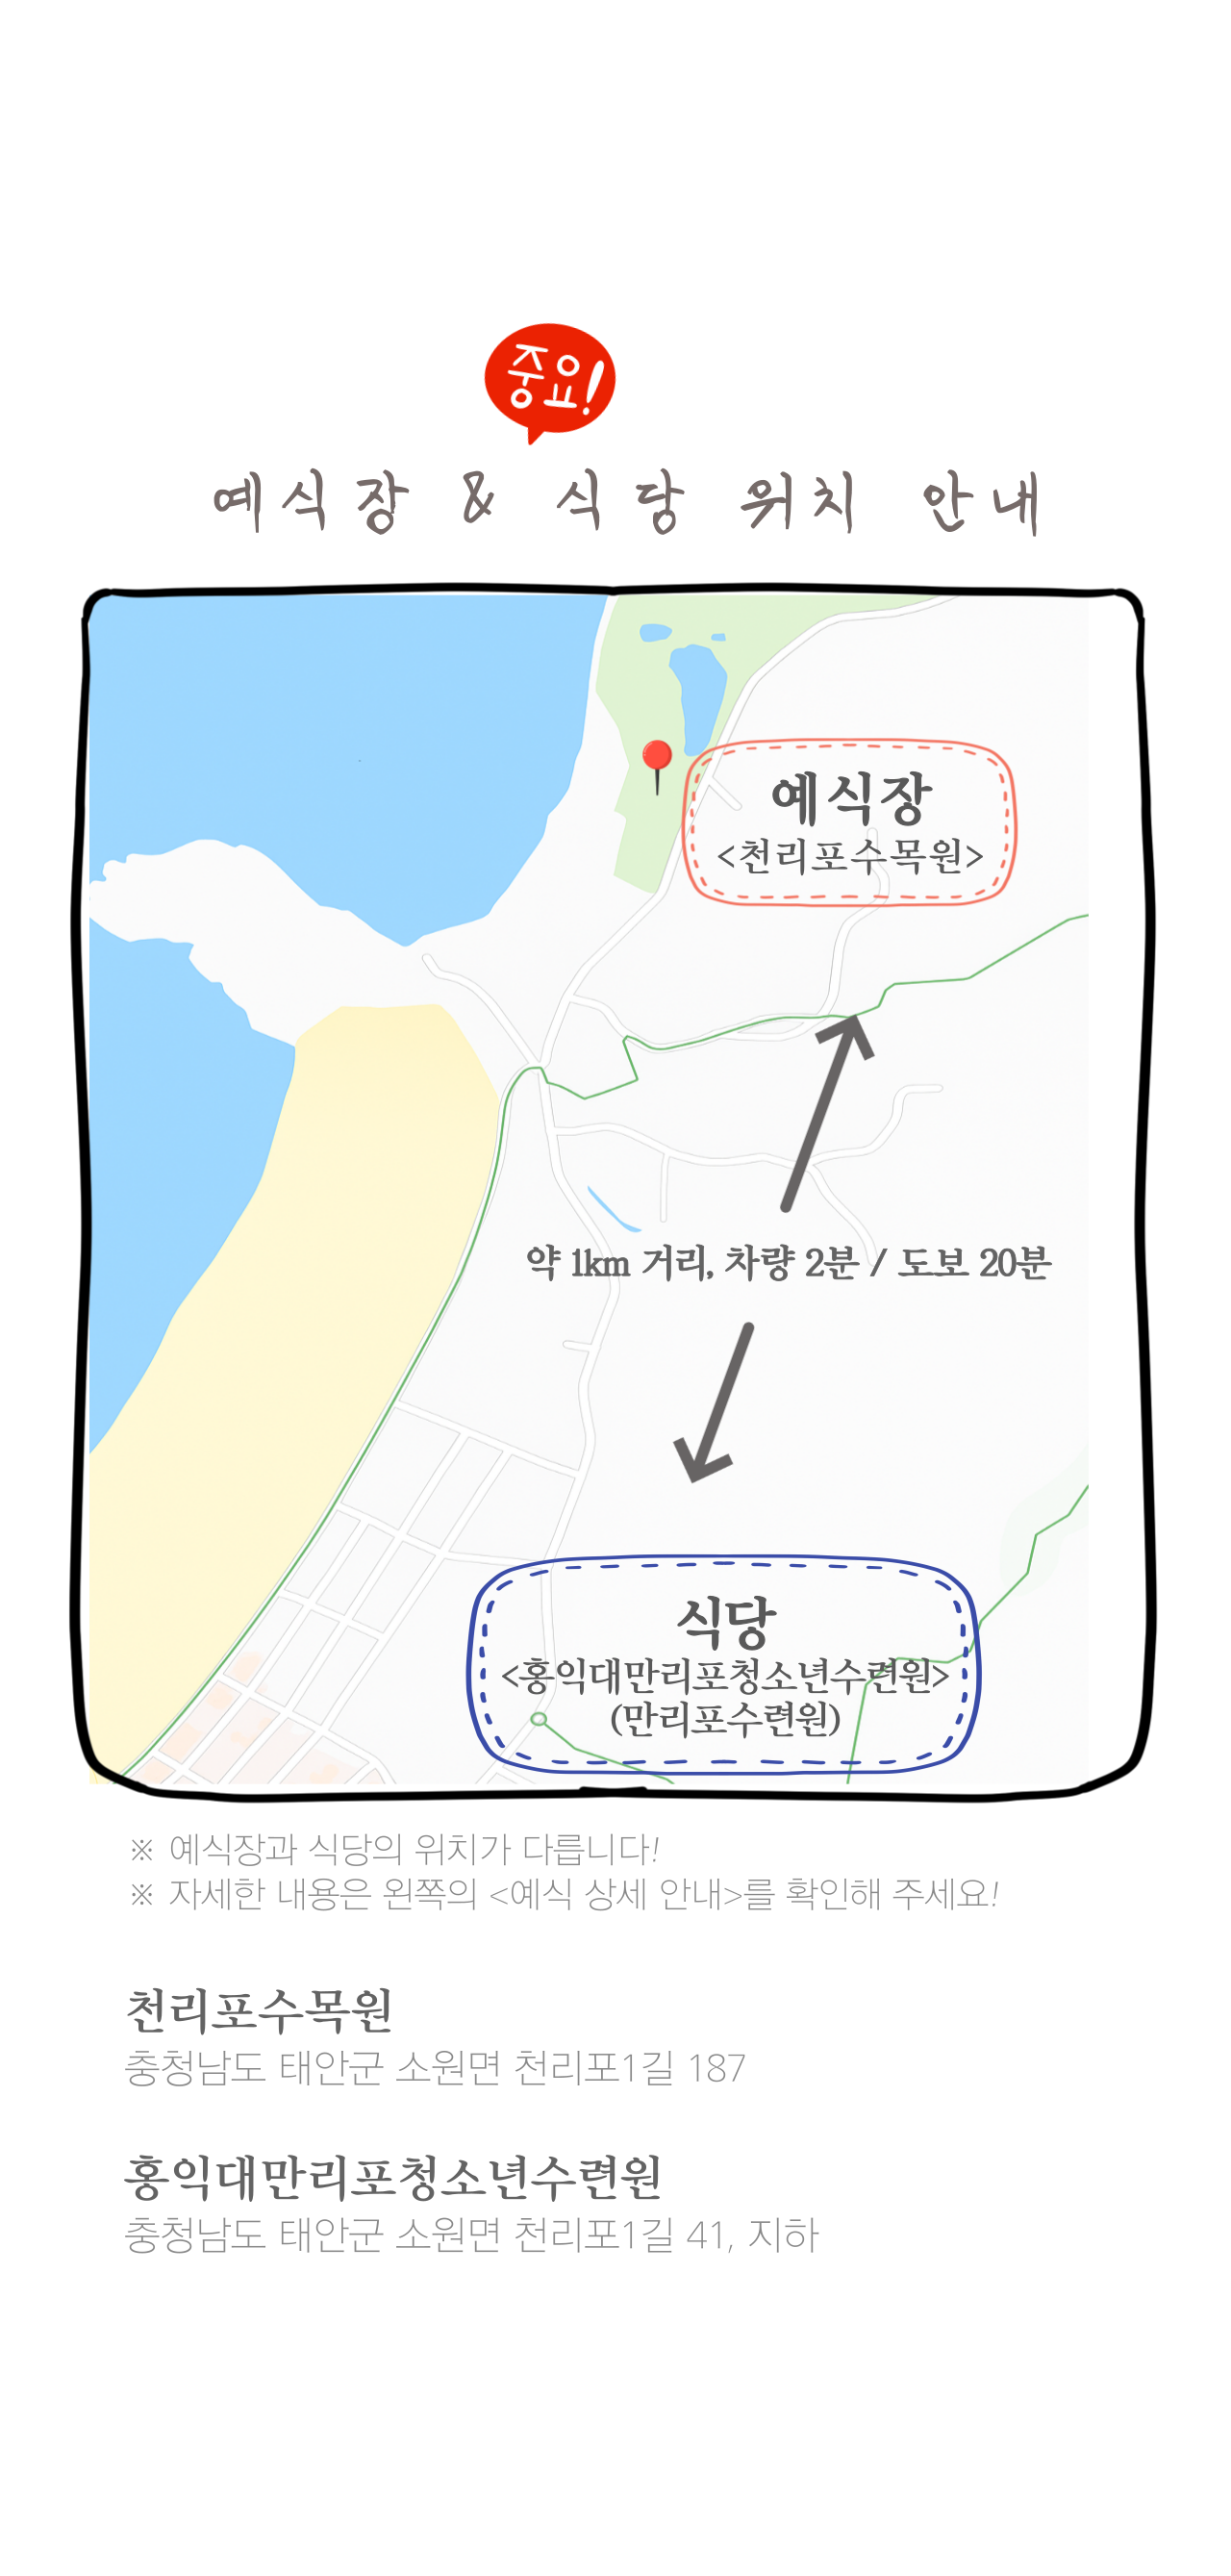 중요!
예식장 & 식당 위치 안내
예식장
<천리포수목원>
약 1km 거리, 차량 2분 / 도보 20분
식당
<홍익대만리포청소년수련원>
(만리포수련원)
※ 예식장과 식당의 위치가 다릅니다!
※ 자세한 내용은 왼쪽의 <예식 상세 안내>를 확인해 주세요!
천리포수목원
충청남도 태안군 소원면 천리포1길 187
홍익대만리포청소년수련원
충청남도 태안군 소원면 천리포1길 41, 지하